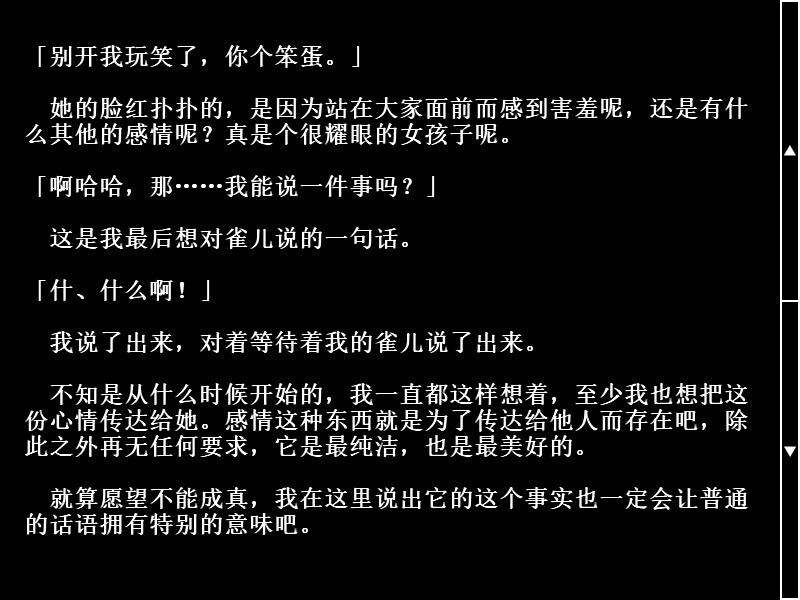 「别开我玩笑了，你个笨蛋。」
她的脸红扑扑的，是因为站在大家面前而感到害羞呢，还是有什
么其他的感情呢？真是个很耀眼的女孩子呢。
「啊哈哈，那……我能说一件事吗？」
这是我最后想对雀儿说的一句话。
「什、什么啊！」
我说了出来，对着等待着我的雀儿说了出来。
不知是从什么时候开始的，我一直都这样想着，至少我也想把这
份心情传达给她。感情这种东西就是为了传达给他人而存在吧，除
此之外再无任何要求，它是最纯洁，也是最美好的。
就算愿望不能成真，我在这里说出它的这个事实也一定会让普通
的话语拥有特别的意味吧。